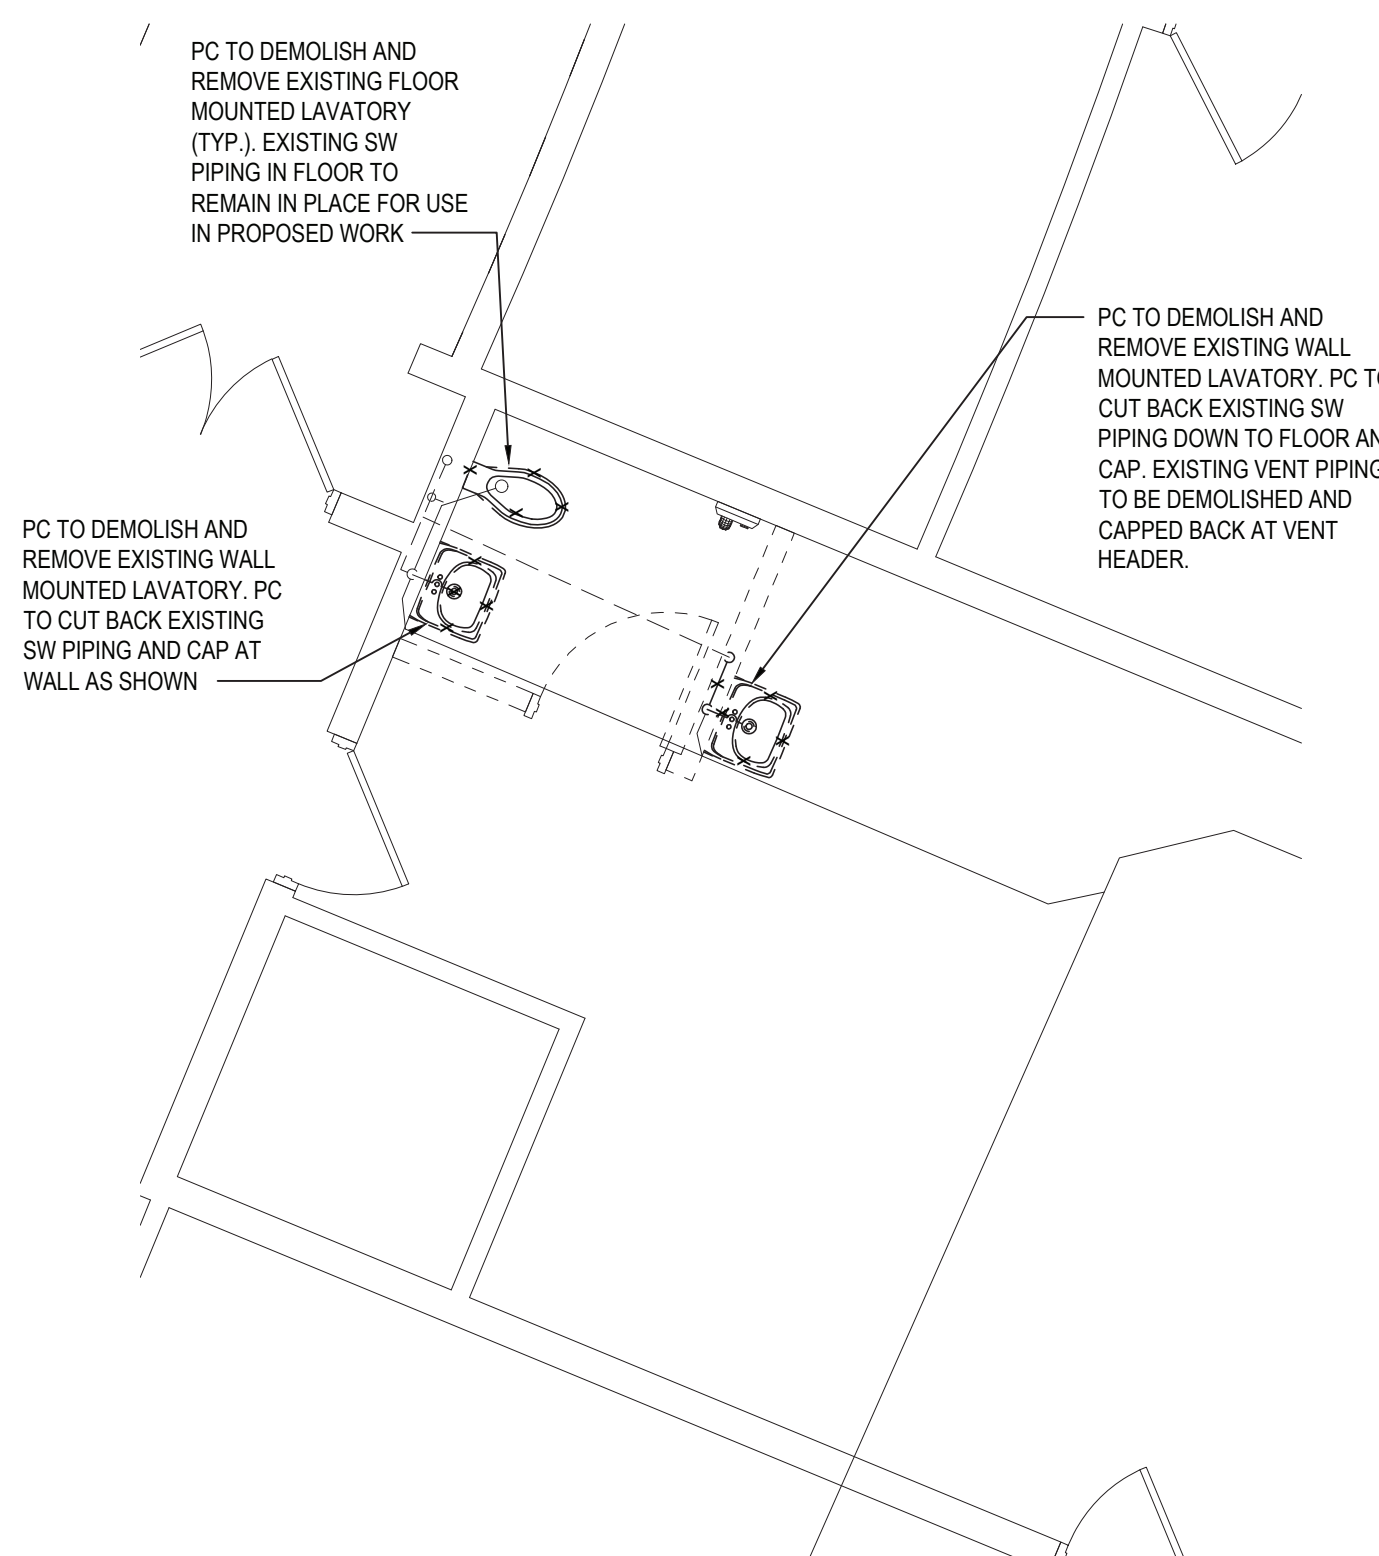 PC TO DEMOLISH AND
REMOVE EXISTING FLOOR
MOUNTED LAVATORY
(TYP.). EXISTING SW
PIPING IN FLOOR TO
REMAIN IN PLACE FOR USE
IN PROPOSED WORK
PC TO DEMOLISH AND
REMOVE EXISTING WALL
MOUNTED LAVATORY. PC TO
CUT BACK EXISTING SW
PIPING DOWN TO FLOOR AN
CAP. EXISTING VENT PIPING
TO BE DEMOLISHED AND
CAPPED BACK AT VENT
HEADER.
PC TO DEMOLISH AND
REMOVE EXISTING WALL
MOUNTED LAVATORY. PC
TO CUT BACK EXISTING
SW PIPING AND CAP AT
WALL AS SHOWN